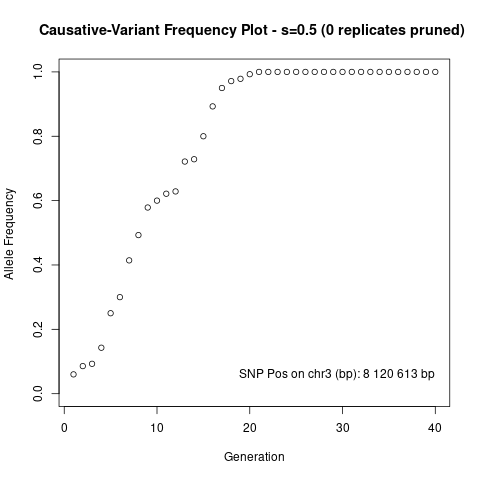 Causative-Variant Frequency Plot - s=0.5 (0 replicates pruned)
1.0
0.8
0.6
0.4
0.2
0.0
Allele Frequency
SNP Pos on chr3 (bp): 8 120 613 bp
0 10 20 30 40
Generation